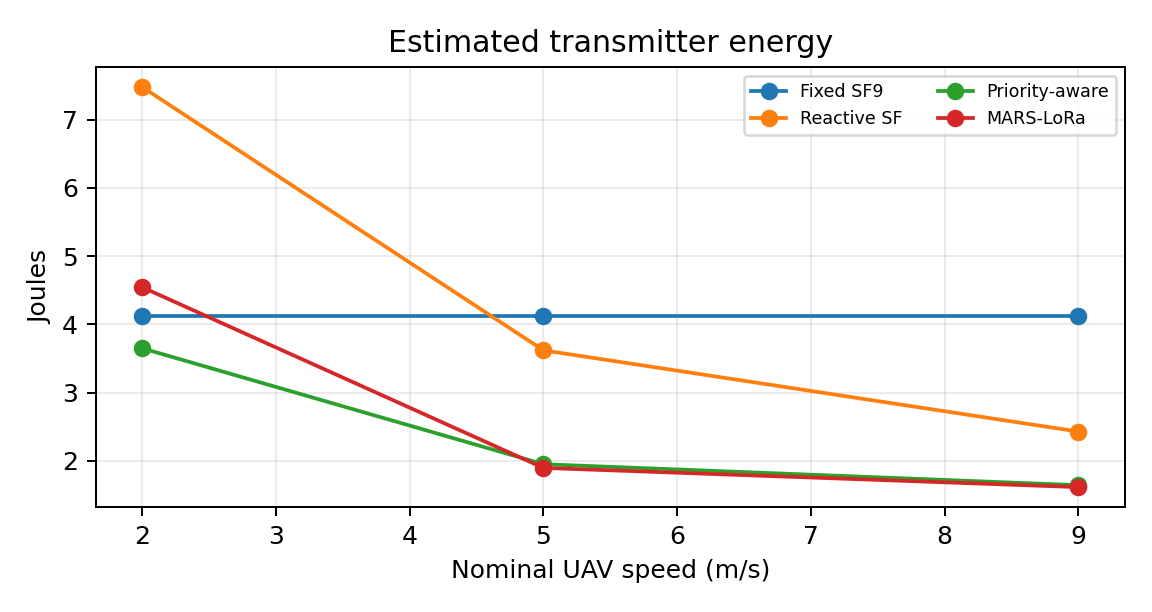 Estimated transmitter energy
Fixed SF9
Reactive SF
Priority-aware
MARS-LoRa
Joules
7
6
5
4
3
2
2 3 4 5 6 7 8 9
Nominal UAV speed (m/s)